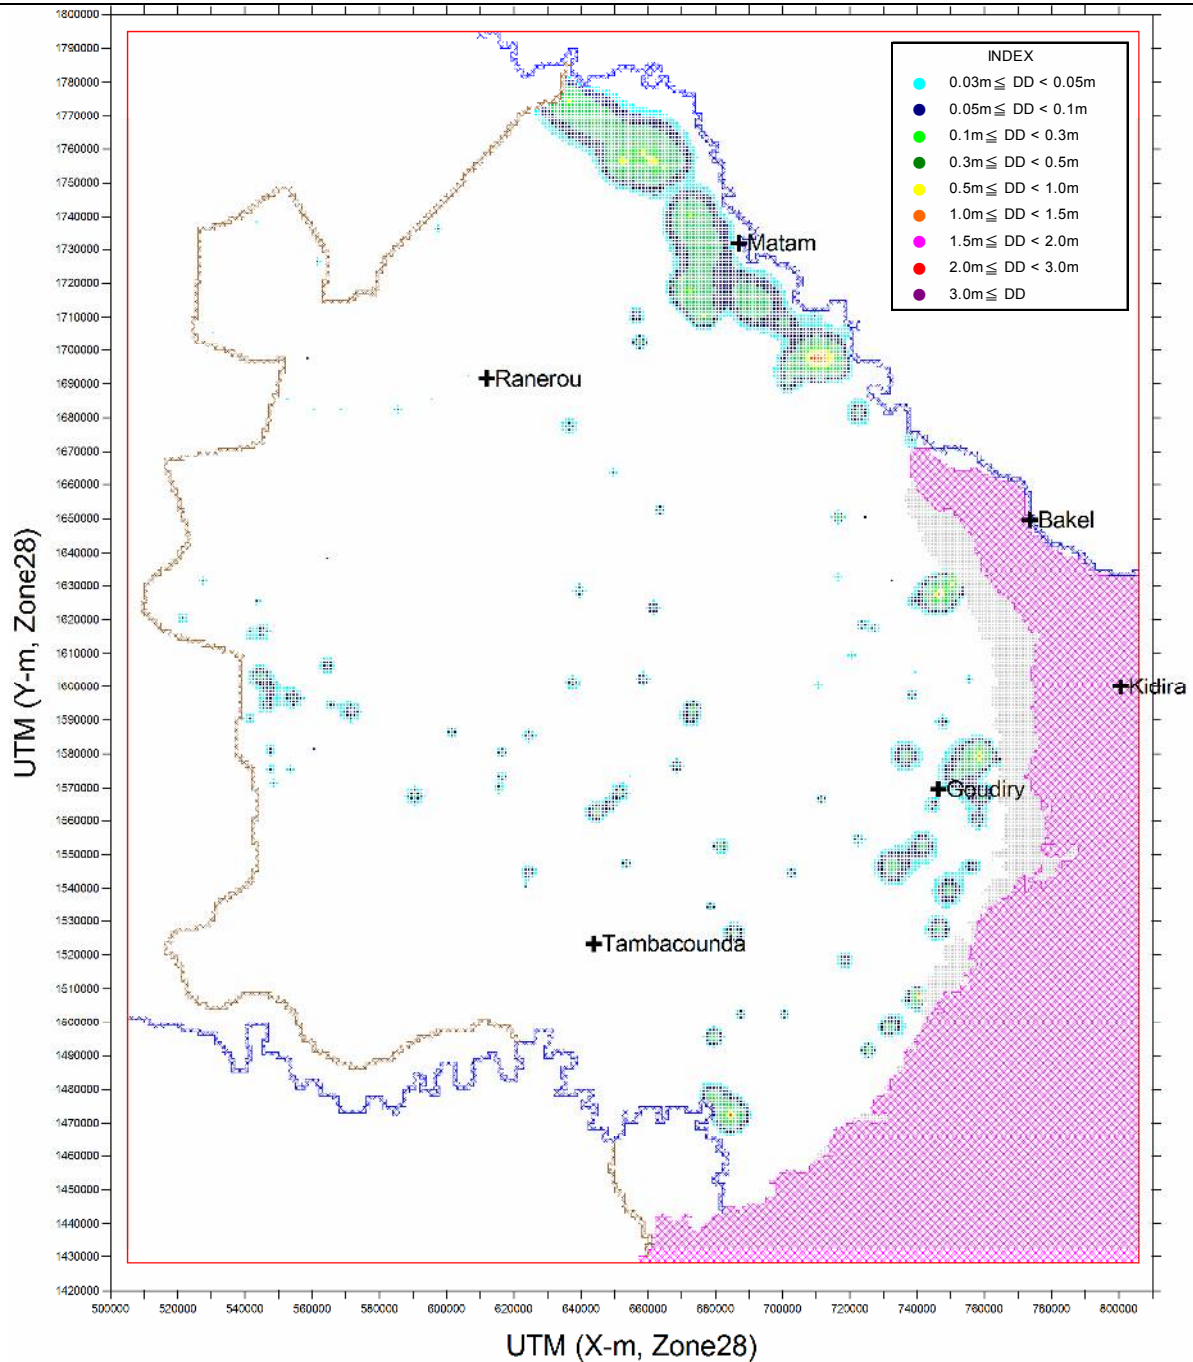 1800000
1790000
1780000
1770000
1760000
1750000
1740000
1730000
1720000
1710000
1700000
1690000
1680000
1670000
1660000
1650000
1640000
1630000
1620000
1610000
1600000
1590000
1580000
1570000
1560000
1550000
1540000
1530000
1520000
1510000
1600000
1490000
1480000
1470000
1460000
1450000
1440000
1430000
1420000
UTM (Y-m, Zone28)
INDEX
0.03m≦ DD < 0.05m
0.05m≦ DD < 0.1m
0.1m≦ DD < 0.3m
0.3m≦ DD < 0.5m
0.5m≦ DD < 1.0m
1.0m≦ DD < 1.5m
1.5m≦ DD < 2.0m
2.0m≦ DD < 3.0m
3.0m≦ DD
Matam
Ranerou
Bakel
Kidira
Goudiry
Tambacounda
500000 520000 540000 560000 580000 600000 620000 640000 660000 680000 700000 720000 740000 760000 780000 800000
UTM (X-m, Zone28)